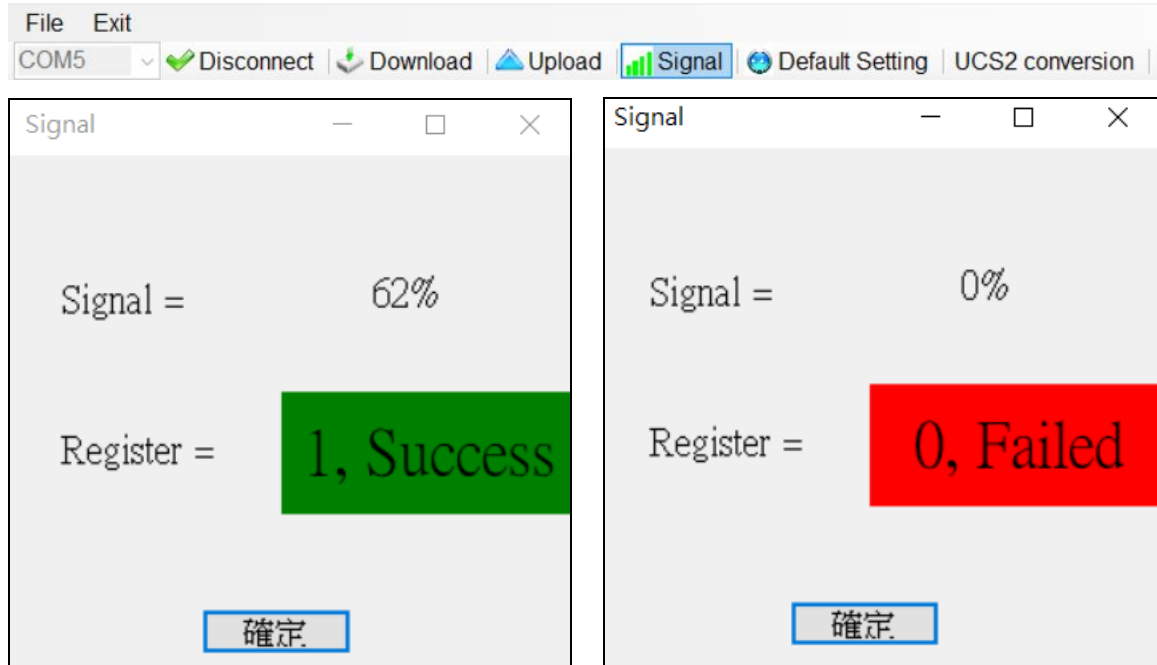 File Exit
COM5 Disconnect Download Upload Signal Default Setting UCS2 conversion
Signal
Signal = 62%
Register = 1, Success
確定
Signal
Signal = 0%
Register = 0, Failed
確定